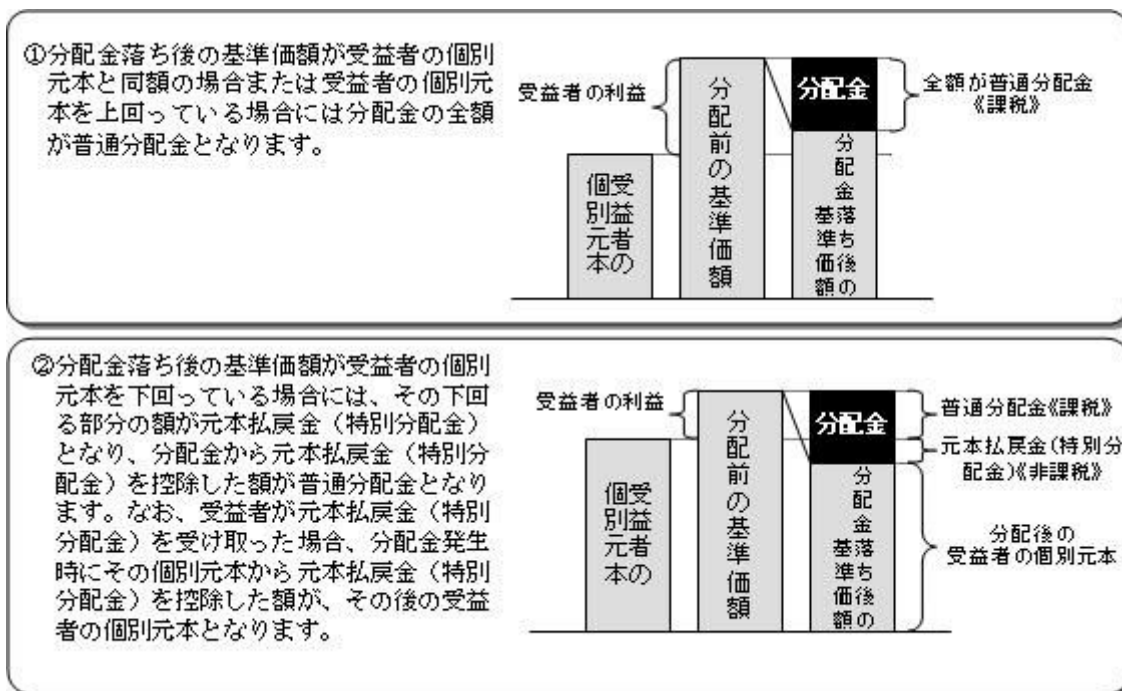 ①分配金落ち後の基準価額が受益者の個別
元本と同額の場合または受益者の個別元
本を上回っている場合には分配金の全額
が普通分配金となります。
受益者の利益
受益者の
個別元本
分配前の基準価額
分配金
分配金落ち後の
基準価額
全額が普通分配金
《課税》
②分配金落ち後の基準価額が受益者の個別
元本を下回っている場合には、その下回
る部分の額が元本払戻金（特別分配金）
となり、分配金から元本払戻金（特別分
配金）を控除した額が普通分配金となり
ます。なお、受益者が元本払戻金（特別
分配金）を受け取った場合、分配金発生
時にその個別元本から元本払戻金（特別
分配金）を控除した額が、その後の受益
者の個別元本となります。
受益者の利益
受益者の
個別元本
分配前の基準価額
分配金
分配金落ち後の
基準価額
普通分配金《課税》
元本払戻金(特別分
配金)《非課税》
分配後の
受益者の個別元本